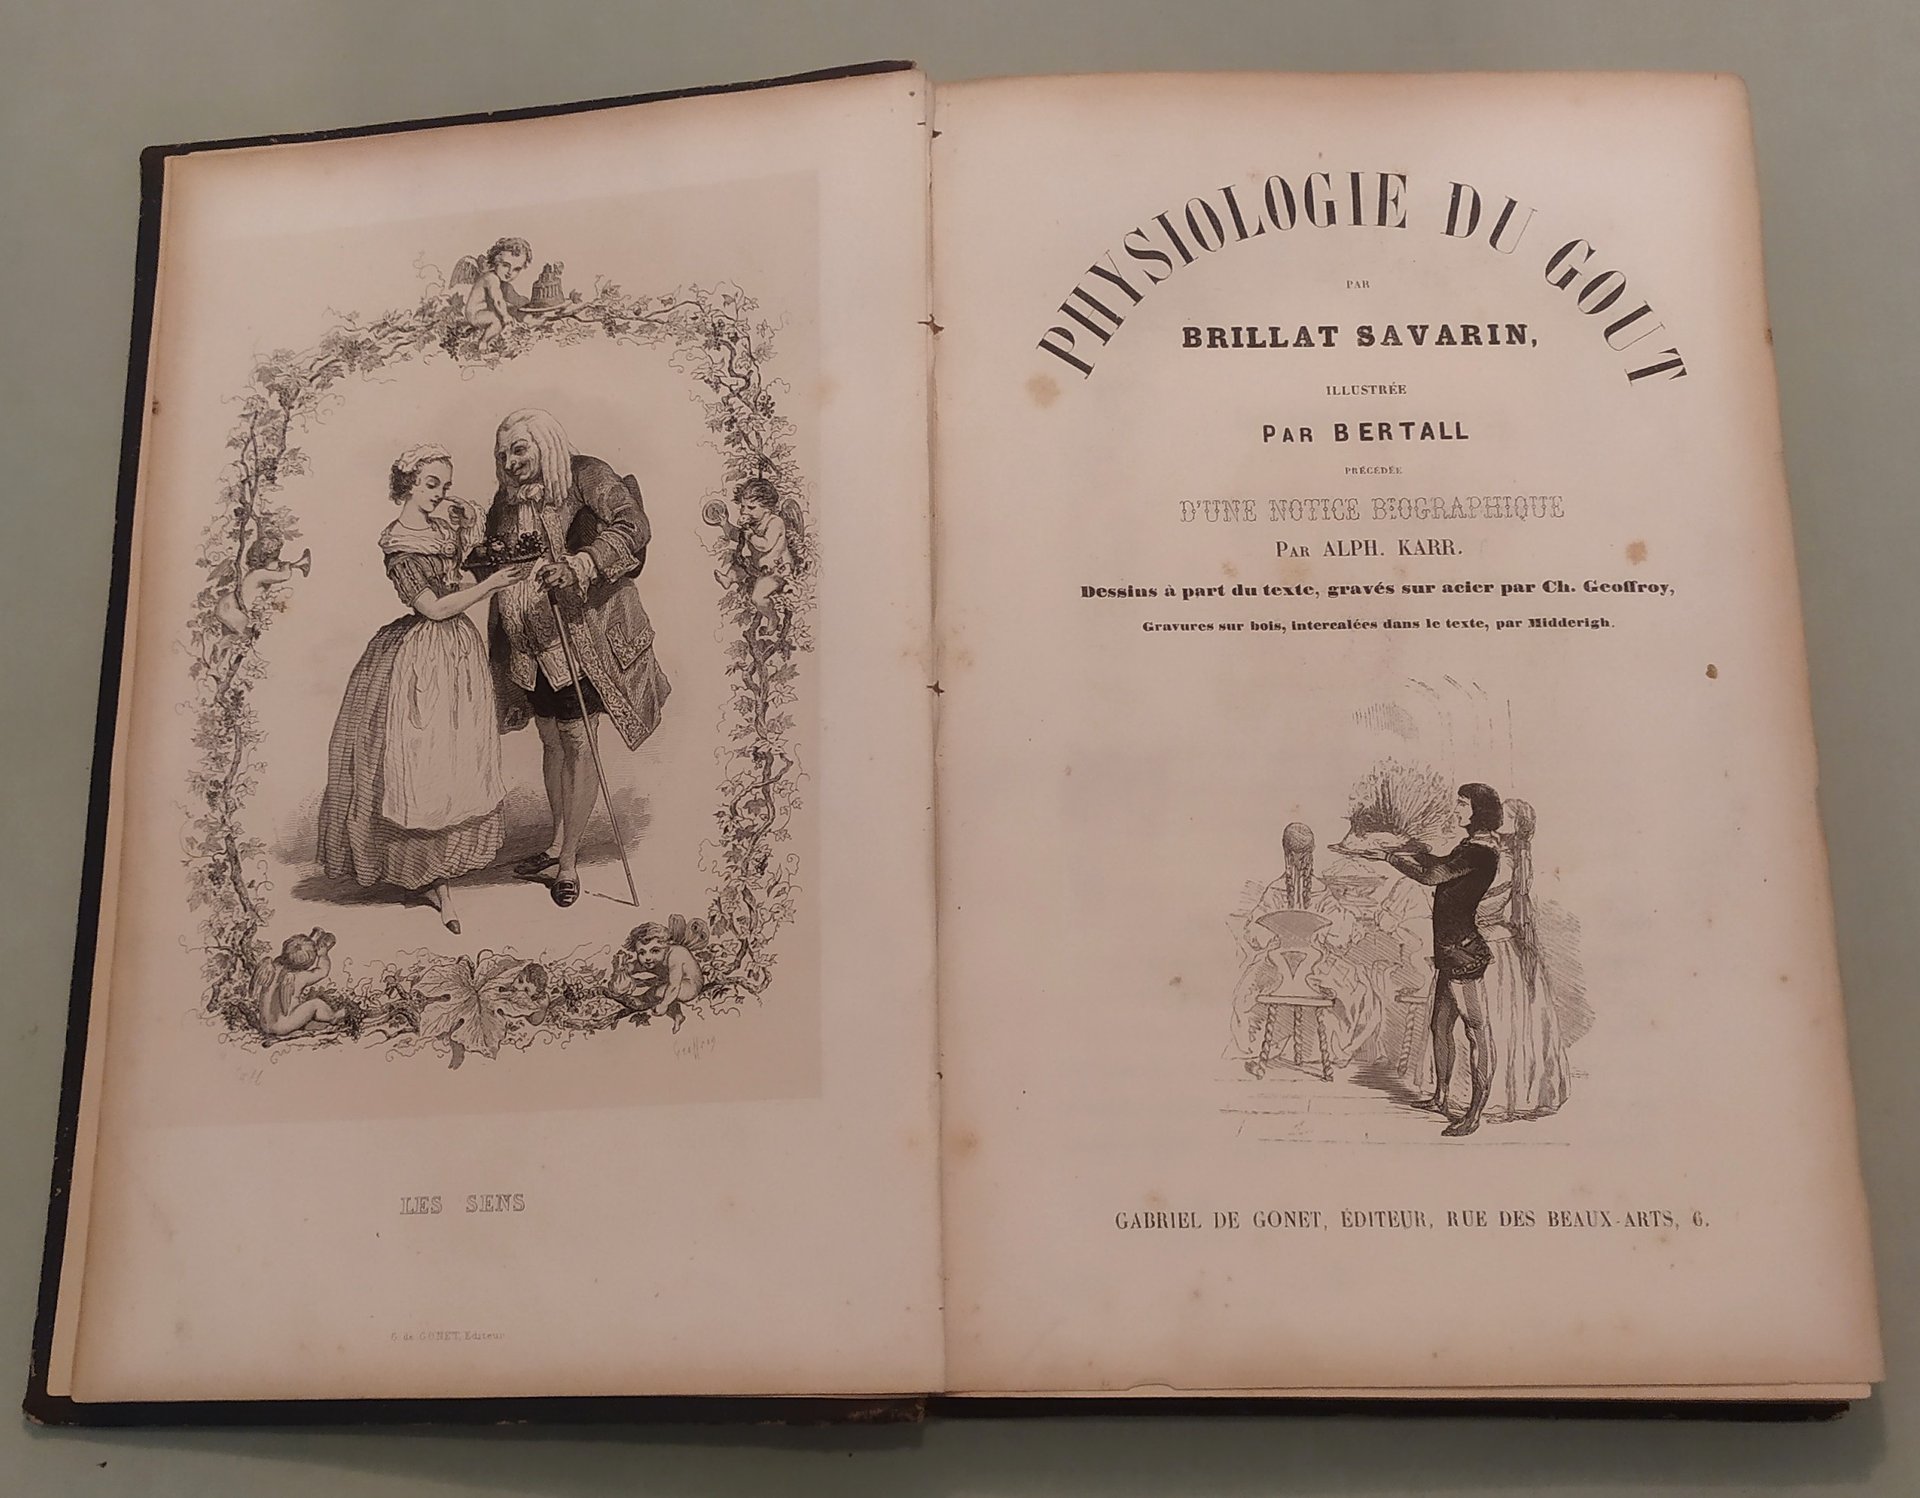 Geoffroy
LES SENS
G. de GONET, Editeur
PHYSIOLOGIE DU GOUT
PAR
BRILLAT SAVARIN,
ILLUSTRÉE
PAR BERTALL
PRÉCÉDÉE
D'UNE NOTICE BIOGRAPHIQUE
PAR ALPH. KARR.
Dessins à part du texte, gravés sur acier par Ch. Geoffroy,
Gravures sur bois, intercalées dans le texte, par Midderigh.
GABRIEL DE GONET, ÉDITEUR, RUE DES BEAUX-ARTS, 6.